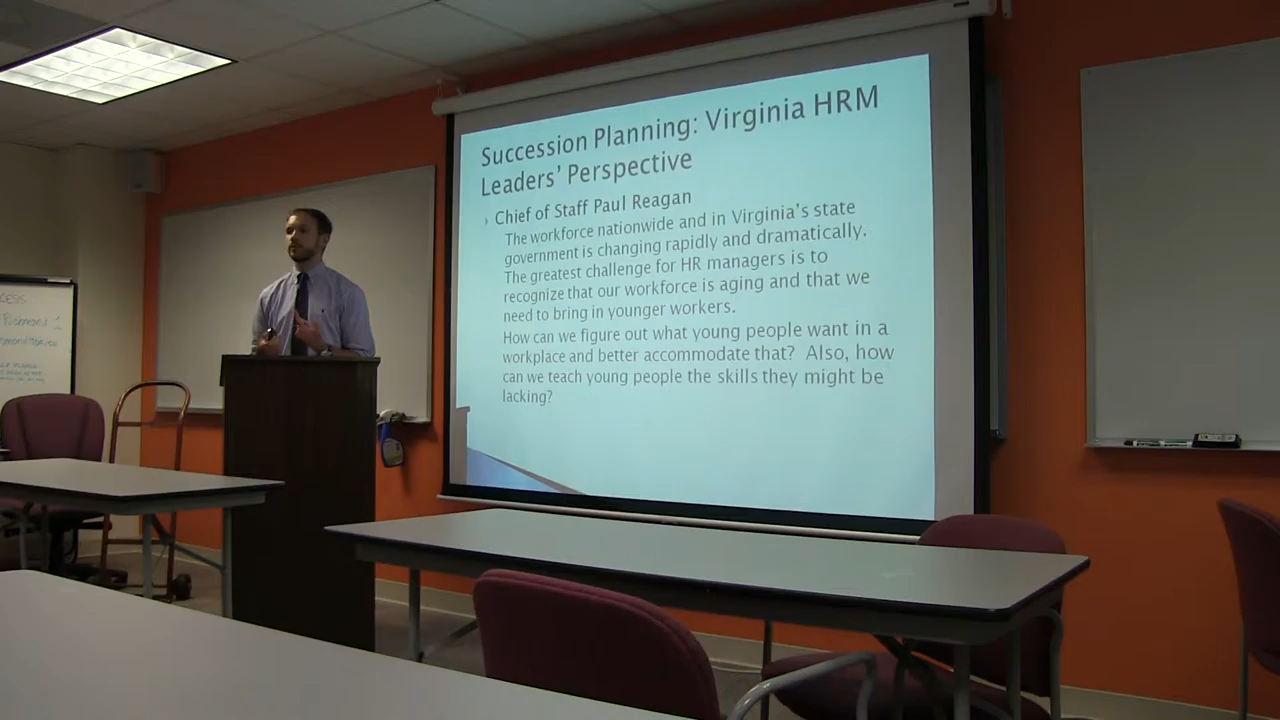 Succession Planning: Virginia HRM
Leaders' Perspective
Chief of Staff Paul Reagan
The workforce nationwide and in Virginia's state
government is changing rapidly and dramatically.
The greatest challenge for HR managers is to
recognize that our workforce is aging and that we
need to bring in younger workers.
How can we figure out what young people want in a
workplace and better accommodate that? Also, how
can we teach young people the skills they might be
lacking?
Richmond 1